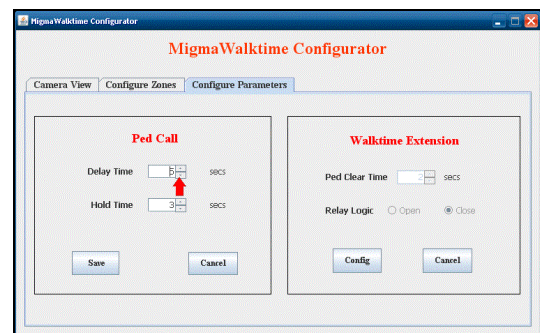 MigmaWalktime Configurator
MigmaWalktime Configurator
Camera View Configure Zones Configure Parameters
Ped Call
Delay Time 5 secs
Hold Time 3 secs
Save Cancel
Walktime Extension
Ped Clear Time 2 secs
Relay Logic Open Close
Config Cancel